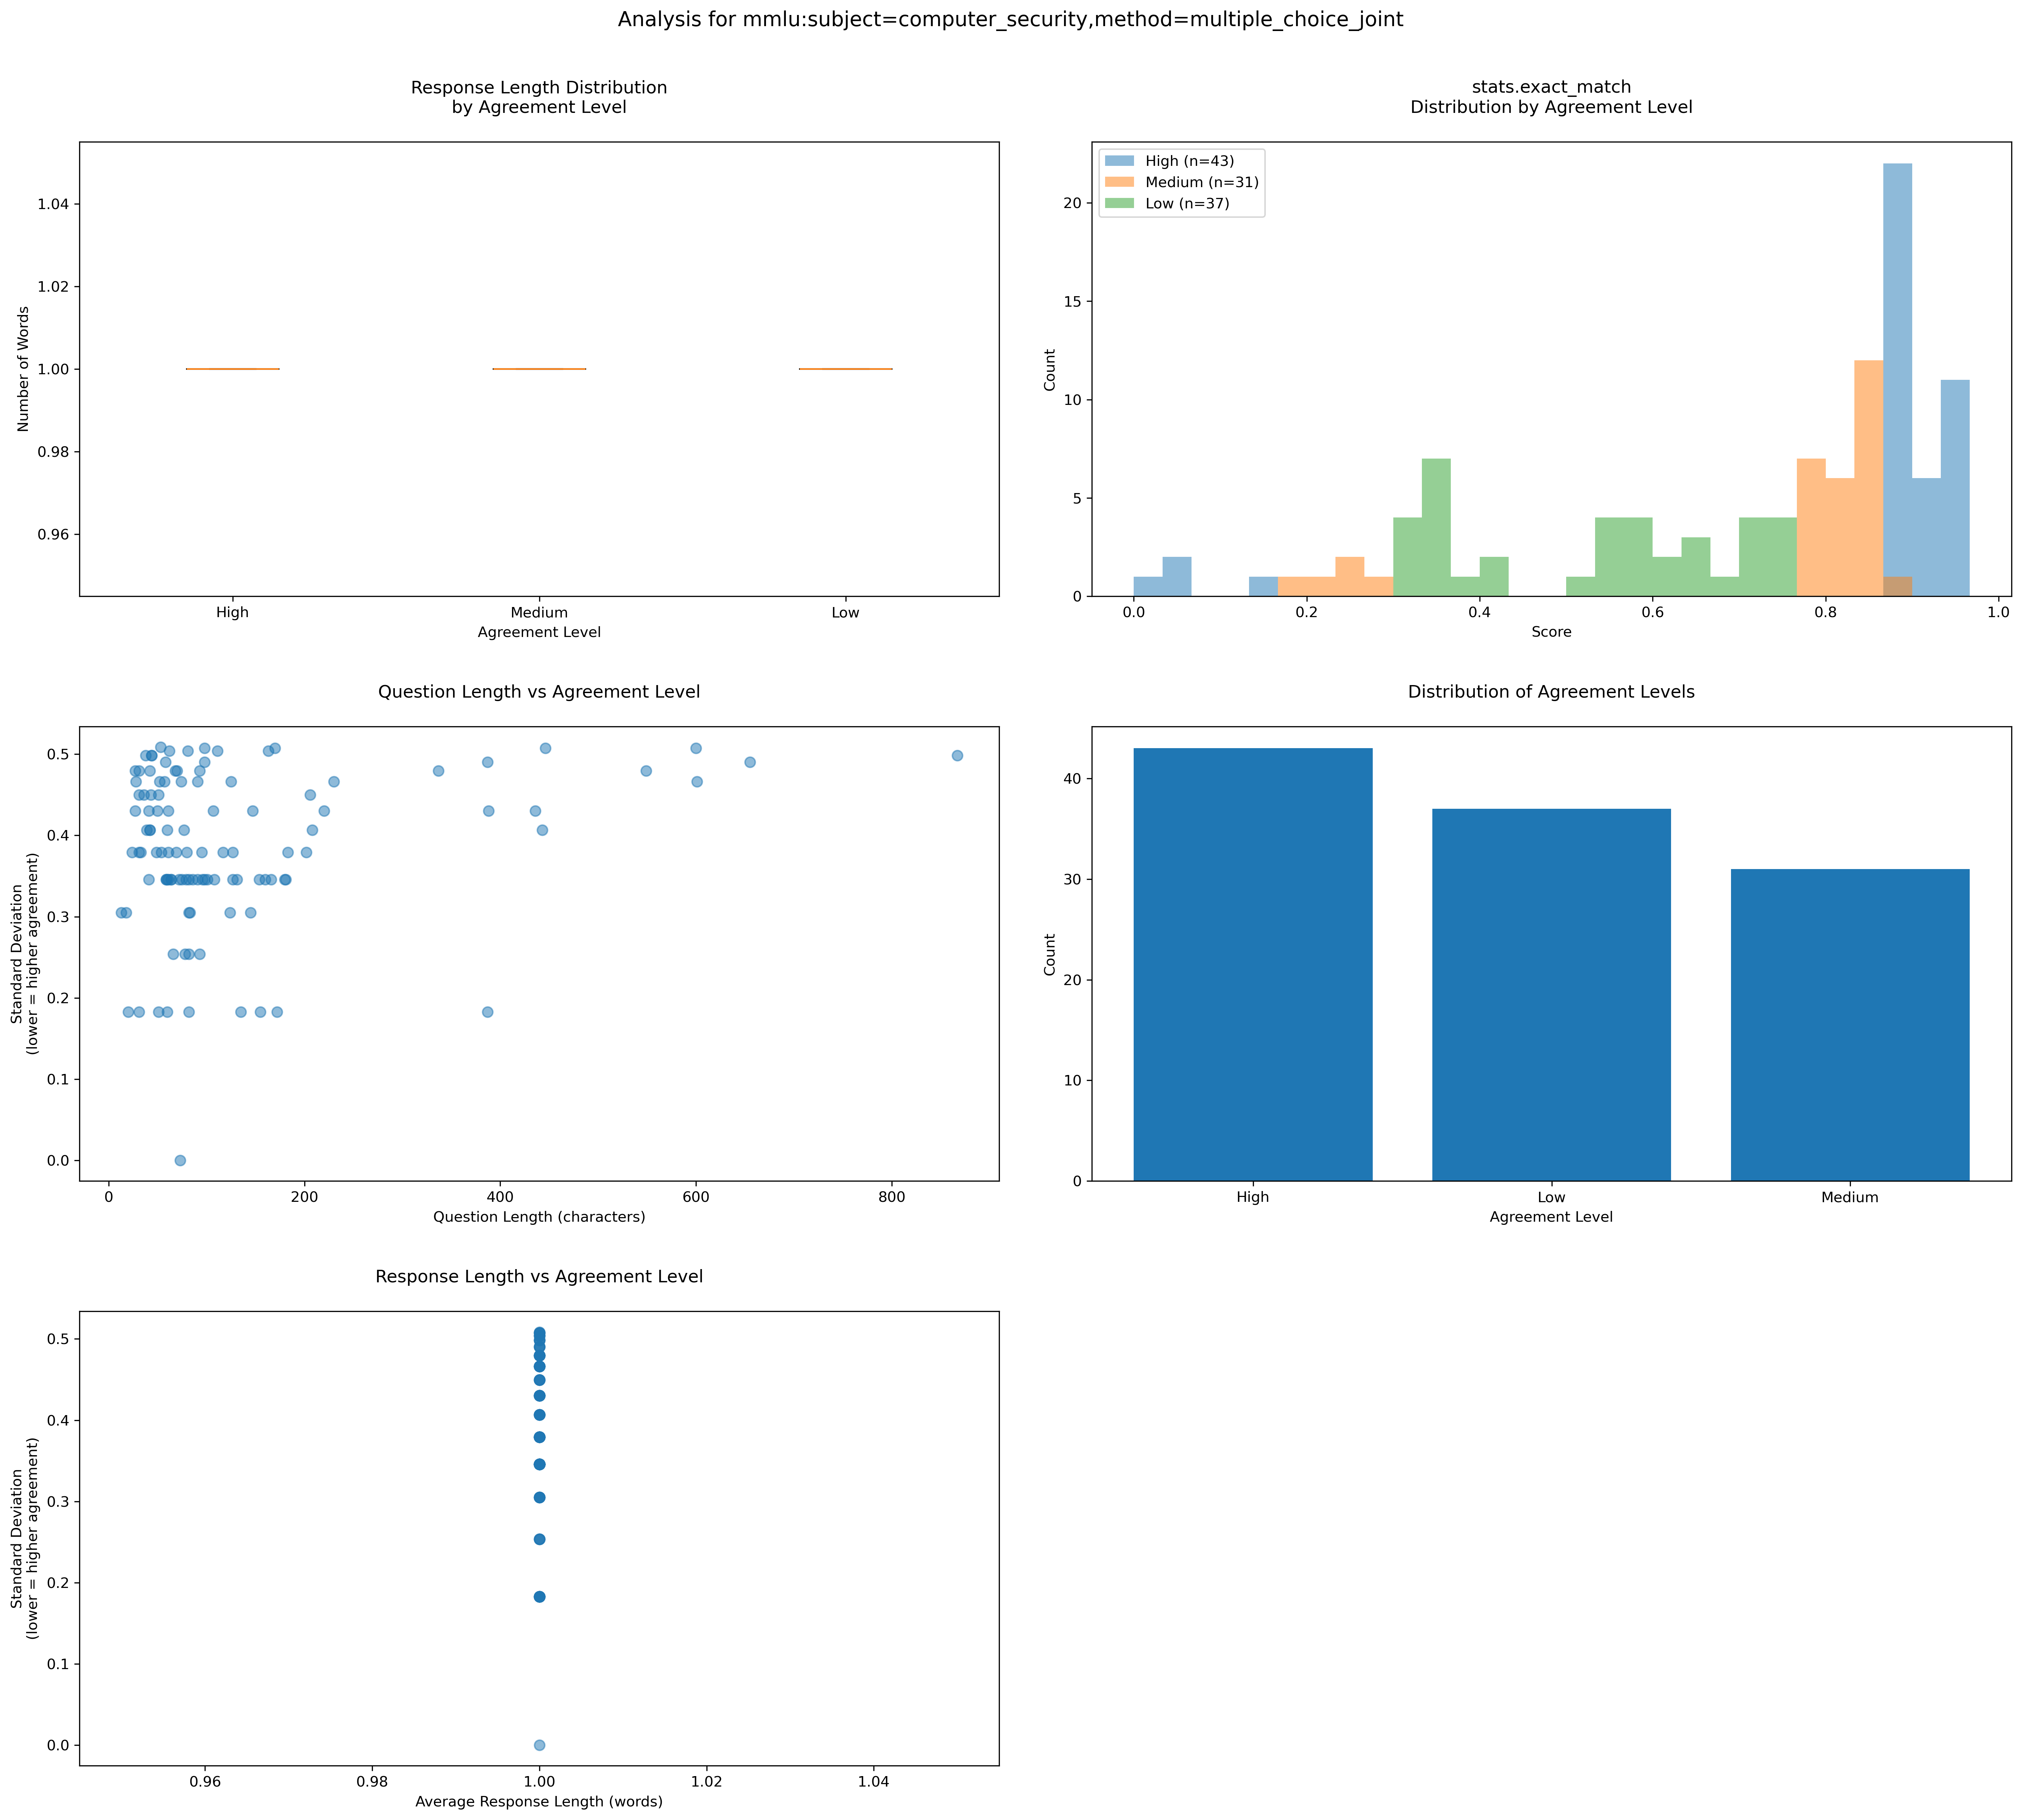 Analysis for mmlu:subject=computer_security,method=multiple_choice_joint
Response Length Distribution
by Agreement Level
1.04
1.02
1.00
0.98
0.96
Number of Words
High
Medium
Low
Agreement Level
stats.exact_match
Distribution by Agreement Level
High (n=43)
Medium (n=31)
Low (n=37)
20
15
10
5
0
Count
0.0
0.2
0.4
0.6
0.8
1.0
Score
Question Length vs Agreement Level
0.5
0.4
0.3
0.2
0.1
0.0
Standard Deviation
(lower = higher agreement)
0
200
400
600
800
Question Length (characters)
Distribution of Agreement Levels
40
30
20
10
0
Count
High
Low
Medium
Agreement Level
Response Length vs Agreement Level
0.5
0.4
0.3
0.2
0.1
0.0
Standard Deviation
(lower = higher agreement)
0.96
0.98
1.00
1.02
1.04
Average Response Length (words)